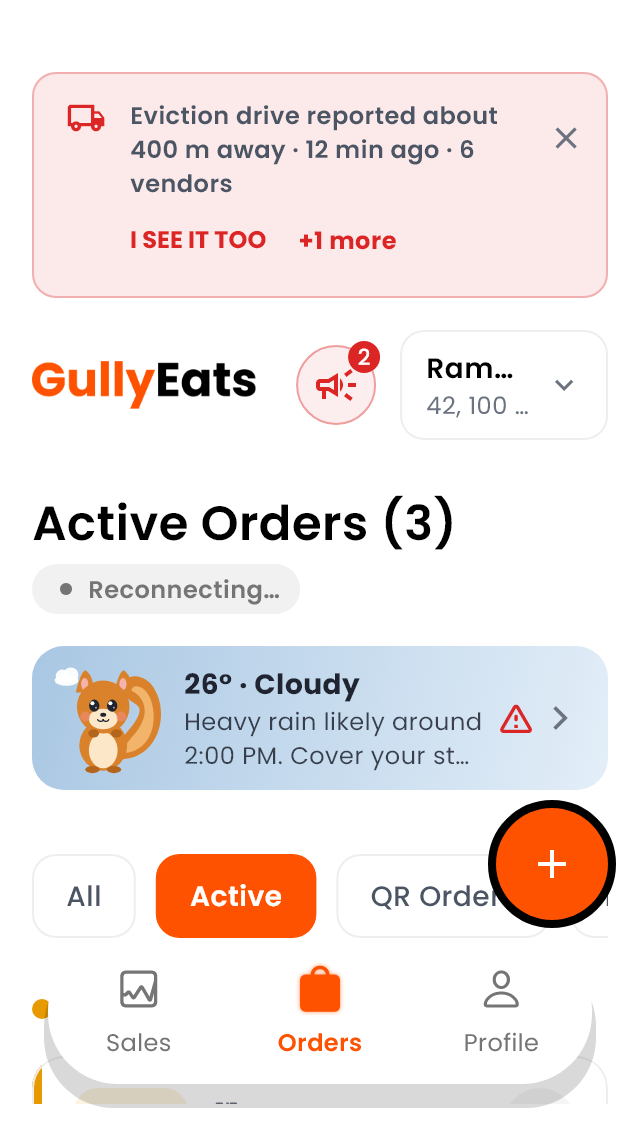 Eviction drive reported about
400 m away · 12 min ago · 6
vendors
I SEE IT TOO +1 more
GullyEats
2
Ram...
42, 100 ...
Active Orders (3)
Reconnecting...
26° · Cloudy
Heavy rain likely around
2:00 PM. Cover your st...
All
Active
QR Order
Sales
Orders
Profile